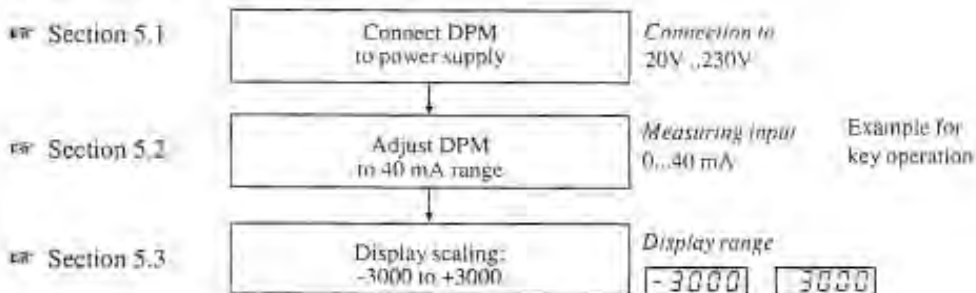 ☞ Section 5.1
Connect DPM
to power supply
Connection to
20V ..230V
☞ Section 5.2
Adjust DPM
to 40 mA range
Measuring input
0...40 mA
Example for
key operation
☞ Section 5.3
Display scaling:
-3000 to +3000
Display range
-3000 3000